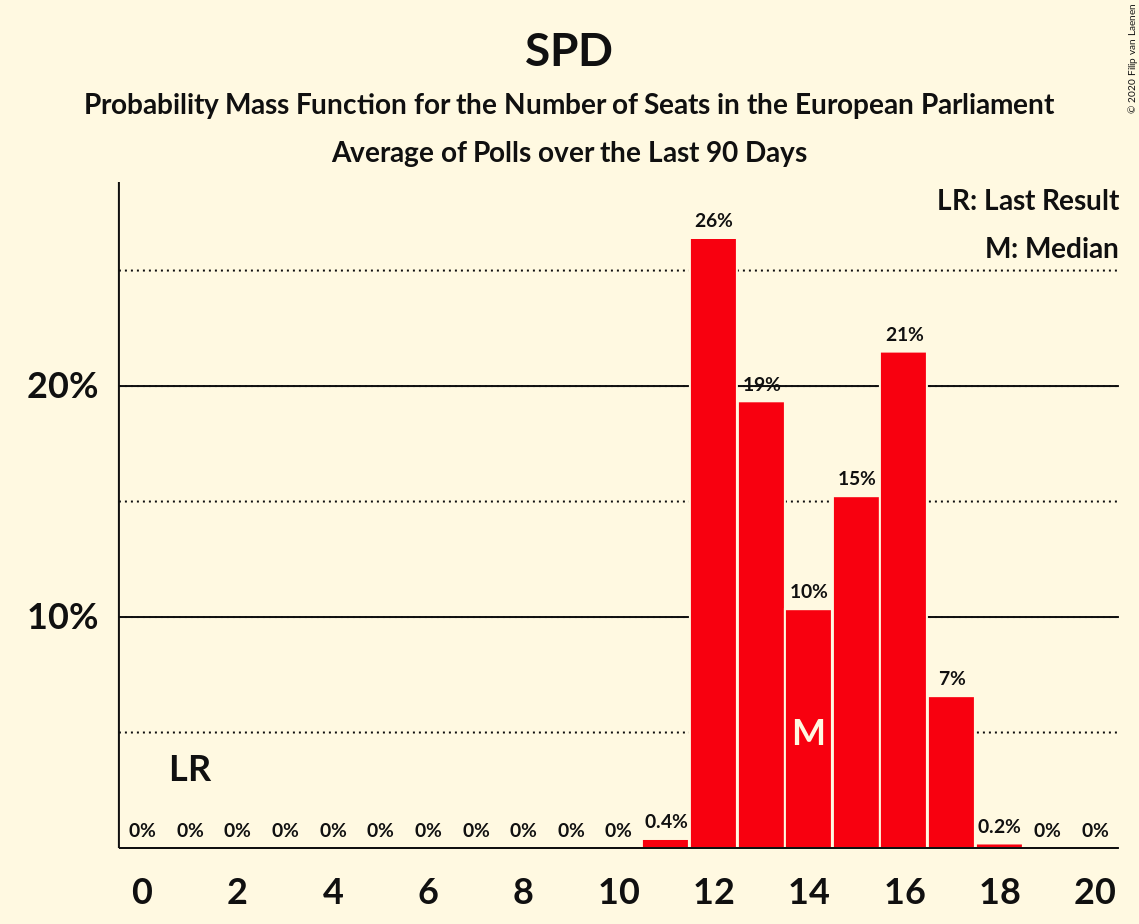 SPD
Probability Mass Function for the Number of Seats in the European Parliament
Average of Polls over the Last 90 Days
© 2020 Filip van Laenen
LR: Last Result
M: Median
26%
21%
20%
19%
15%
10%
10%
7%
M
LR
0% 0% 0% 0% 0% 0% 0% 0% 0% 0% 0% 0.4% 0.2% 0% 0%
0 2 4 6 8 10 12 14 16 18 20